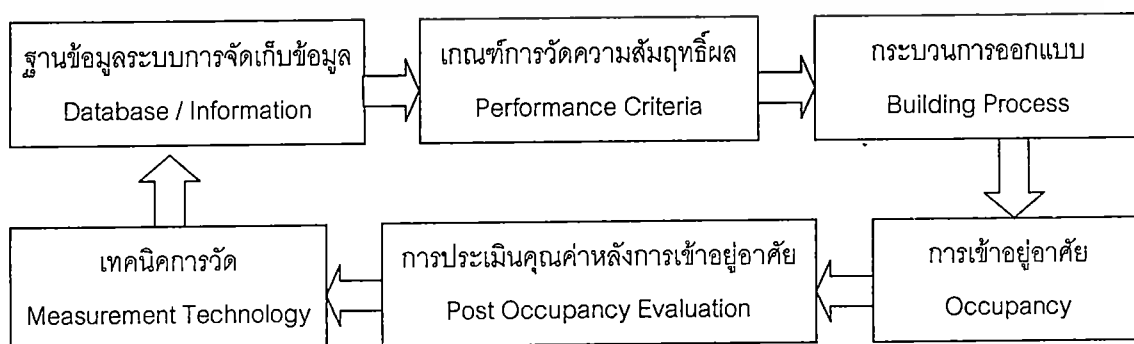 ฐานข้อมูลระบบการจัดเก็บข้อมูล
Database / Information
เกณฑ์การวัดความสัมฤทธิ์ผล
Performance Criteria
กระบวนการออกแบบ
Building Process
การเข้าอยู่อาศัย
Occupancy
การประเมินคุณค่าหลังการเข้าอยู่อาศัย
Post Occupancy Evaluation
เทคนิคการวัด
Measurement Technology